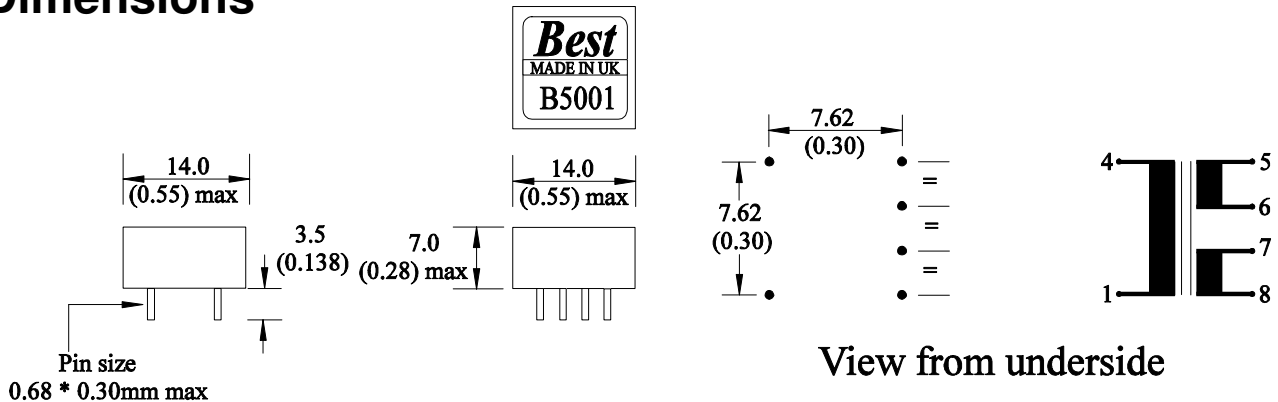 Dimensions
Best
MADE IN UK
B5001
14.0
(0.55) max
3.5
(0.138)
Pin size
0.68 * 0.30mm max
14.0
(0.55) max
7.0
(0.28) max
7.62
(0.30)
7.62
(0.30)
=
=
=
View from underside
4
1
5
6
7
8